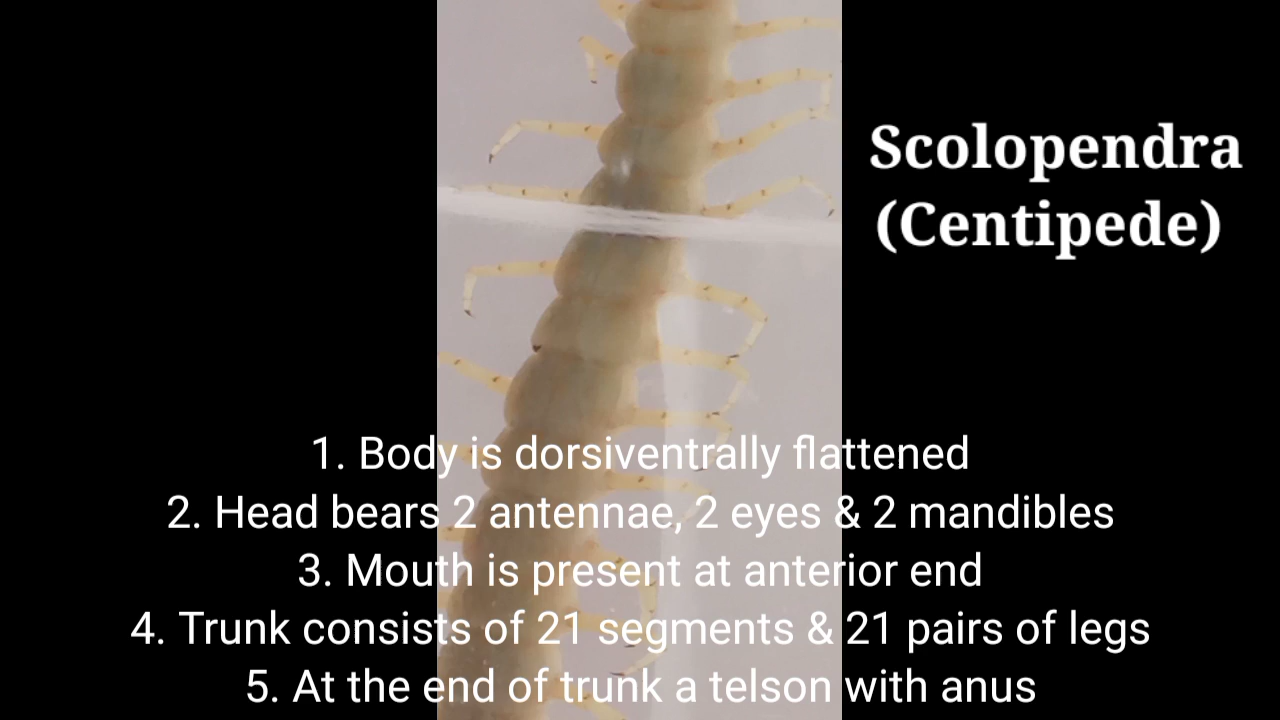 Scolopendra
(Centipede)
1. Body is dorsiventrally flattened
2. Head bears 2 antennae, 2 eyes & 2 mandibles
3. Mouth is present at anterior end
4. Trunk consists of 21 segments & 21 pairs of legs
5. At the end of trunk a telson with anus